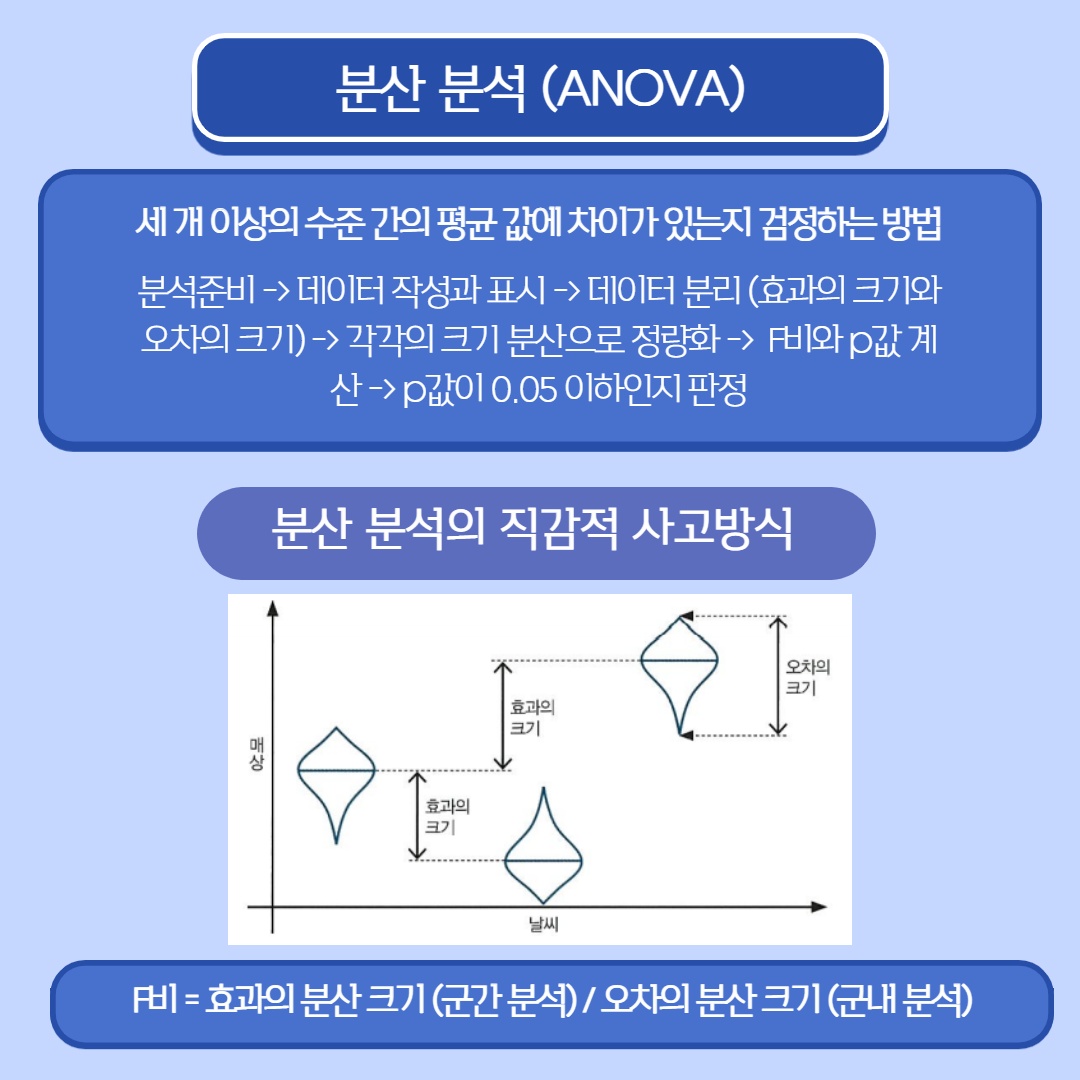 분산 분석 (ANOVA)
세 개 이상의 수준 간의 평균 값에 차이가 있는지 검정하는 방법
분석준비 -> 데이터 작성과 표시 -> 데이터 분리 (효과의 크기와
오차의 크기) -> 각각의 크기 분산으로 정량화 -> F비와 p값 계
산 -> p값이 0.05 이하인지 판정
분산 분석의 직감적 사고방식
오차의
크기
효과의
크기
매
상
효과의
크기
날씨
F비 = 효과의 분산 크기 (군간 분석) / 오차의 분산 크기 (군내 분석)